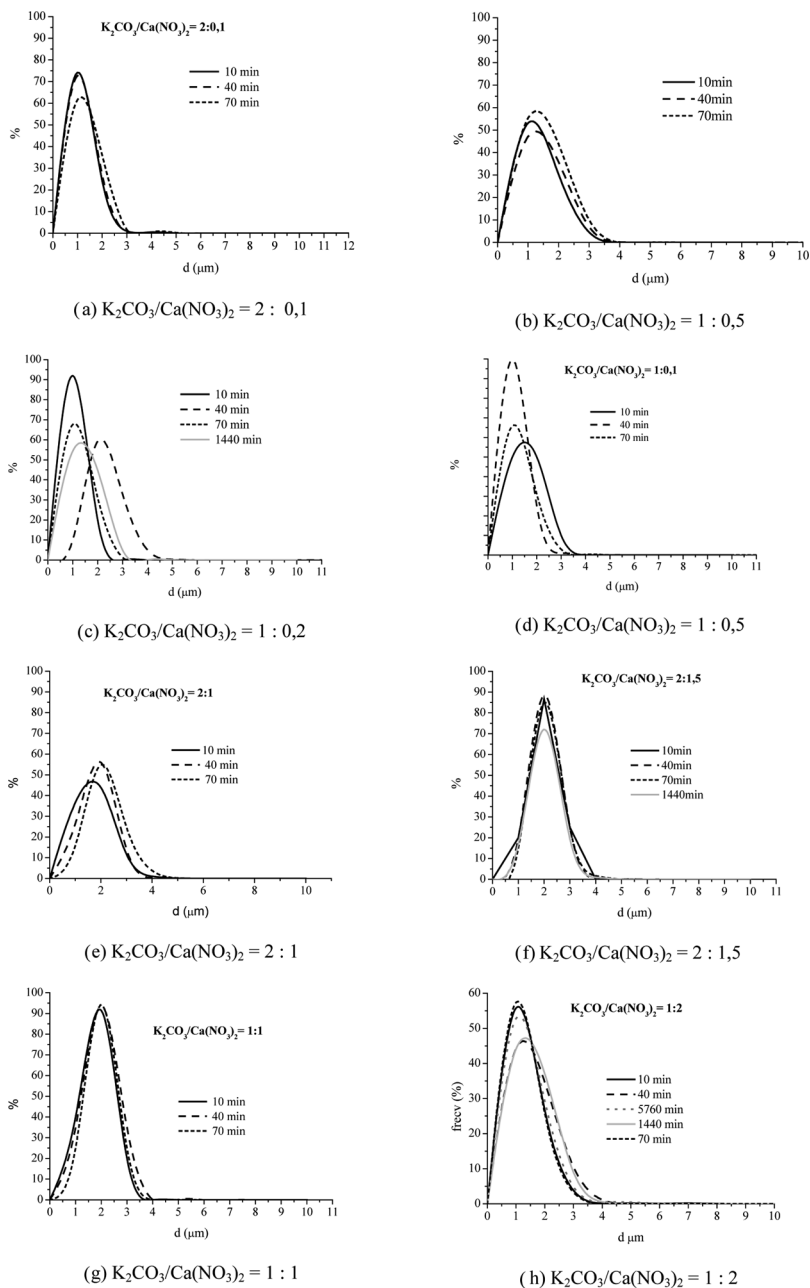 K₂CO₃/Ca(NO₃)₂= 2:0,1
100
90
80
70
60
50
40
30
20
10
0
%
10 min
40 min
70 min
0 1 2 3 4 5 6 7 8 9 10 11 12
d (μm)
(a) K₂CO₃/Ca(NO₃)₂ = 2 : 0,1
100
90
80
70
60
50
40
30
20
10
0
%
10min
40min
70min
0 1 2 3 4 5 6 7 8 9 10
d (μm)
(b) K₂CO₃/Ca(NO₃)₂ = 1 : 0,5
100
90
80
70
60
50
40
30
20
10
0
%
10 min
40 min
70 min
1440 min
0 1 2 3 4 5 6 7 8 9 10 11
d (μm)
(c) K₂CO₃/Ca(NO₃)₂ = 1 : 0,2
K₂CO₃/Ca(NO₃)₂= 1:0,1
%
10 min
40 min
70 min
0 1 2 3 4 5 6 7 8 9 10 11
d (μm)
(d) K₂CO₃/Ca(NO₃)₂ = 1 : 0,5
K₂CO₃/Ca(NO₃)₂= 2:1
100
90
80
70
60
50
40
30
20
10
0
%
10 min
40 min
70 min
0 2 4 6 8 10
d (μm)
(e) K₂CO₃/Ca(NO₃)₂ = 2 : 1
K₂CO₃/Ca(NO₃)₂= 2:1,5
100
90
80
70
60
50
40
30
20
10
0
%
10min
40min
70min
1440min
0 1 2 3 4 5 6 7 8 9 10 11
d (μm)
(f) K₂CO₃/Ca(NO₃)₂ = 2 : 1,5
K₂CO₃/Ca(NO₃)₂= 1:1
100
90
80
70
60
50
40
30
20
10
0
%
10 min
40 min
70 min
0 1 2 3 4 5 6 7 8 9 10 11
d (μm)
(g) K₂CO₃/Ca(NO₃)₂ = 1 : 1
K₂CO₃/Ca(NO₃)₂= 1:2
60
50
40
30
20
10
0
frecv (%)
10 min
40 min
5760 min
1440 min
70 min
0 1 2 3 4 5 6 7 8 9 10
d μm
(h) K₂CO₃/Ca(NO₃)₂ = 1 : 2